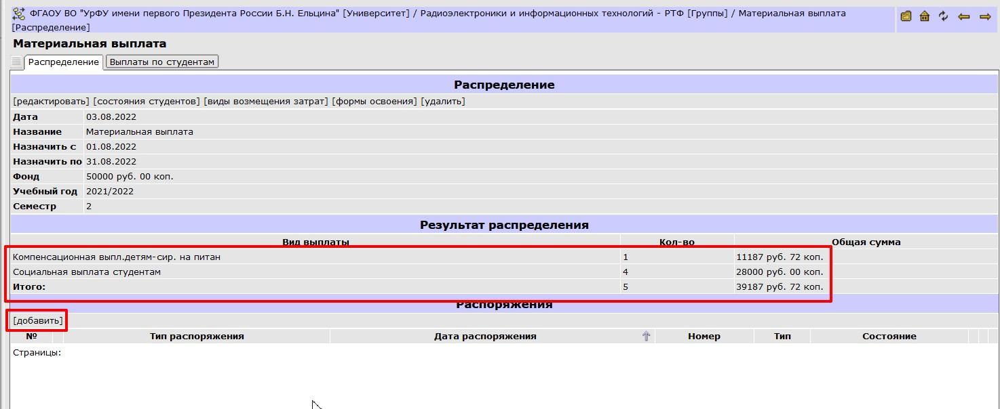 ФГАОУ ВО "УрФУ имени первого Президента России Б.Н. Ельцина" [Университет] / Радиоэлектроники и информационных технологий - РТФ [Группы] / Материальная выплата
[Распределение]
Материальная выплата
Распределение Выплаты по студентам
Распределение
[редактировать] [состояния студентов] [виды возмещения затрат] [формы освоения] [удалить]
Дата 03.08.2022
Название Материальная выплата
Назначить с 01.08.2022
Назначить по 31.08.2022
Фонд 50000 руб. 00 коп.
Учебный год 2021/2022
Семестр 2
Результат распределения
Вид выплаты Кол-во Общая сумма
Компенсационная выпл.детям-сир. на питан 1 11187 руб. 72 коп.
Социальная выплата студентам 4 28000 руб. 00 коп.
Итого: 5 39187 руб. 72 коп.
Распоряжения
[добавить]
№ Тип распоряжения Дата распоряжения Номер Тип Состояние
Страницы: